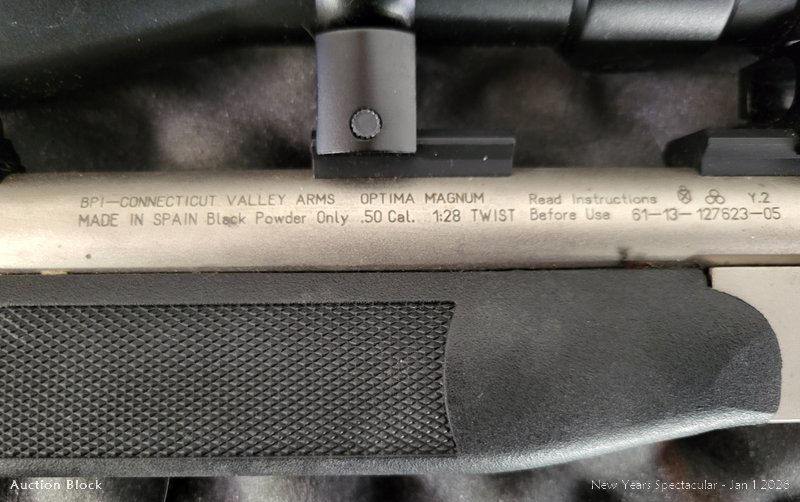 BPI-CONNECTICUT VALLEY ARMS OPTIMA MAGNUM Read Instructions Y.2
MADE IN SPAIN Black Powder Only .50 Cal. 1:28 TWIST Before Use 61-13-127623-05
Auction Block
New Years Spectacular - Jan 1 2026